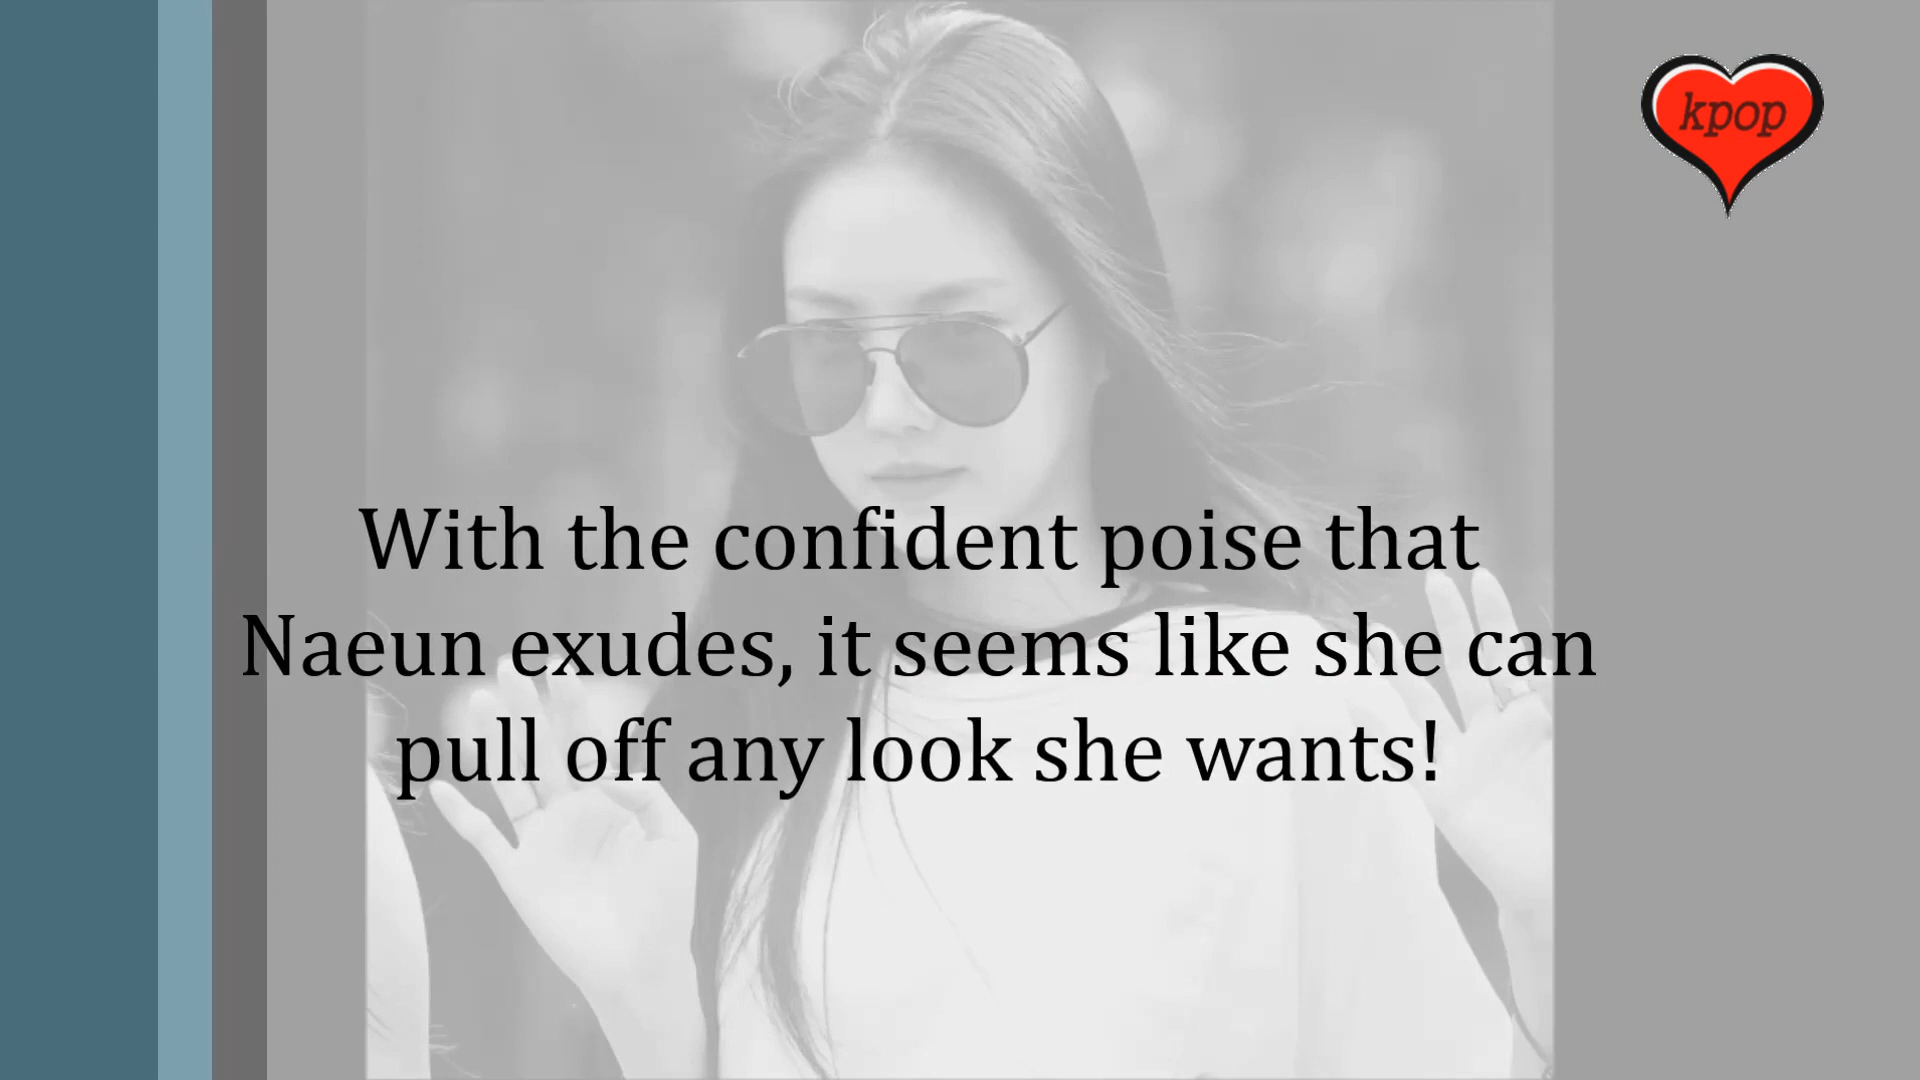 kpop
With the confident poise that
Naeun exudes, it seems like she can
pull off any look she wants!